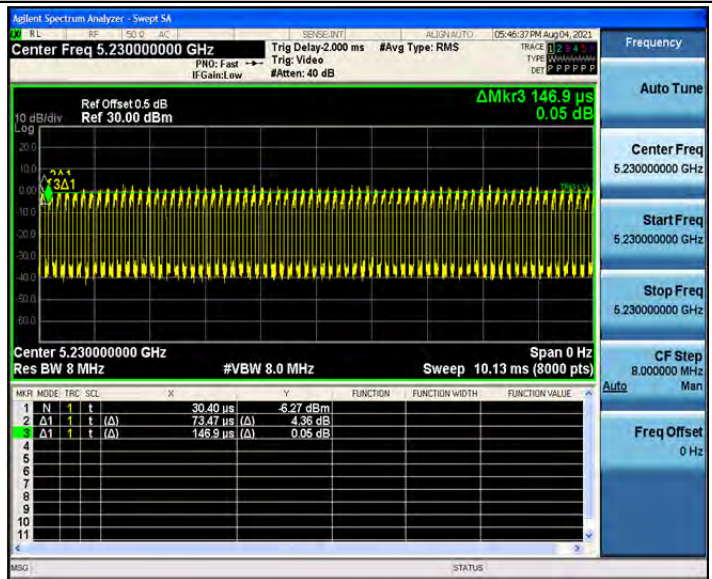 Agilent Spectrum Analyzer - Swept SA
RL RF 50 Ω AC SENSE:INT ALIGNAUTO 05:46:37 PM Aug 04, 2021
Center Freq 5.230000000 GHz
PNO: Fast
IFGain:Low
Trig Delay-2.000 ms
Trig: Video
#Atten: 40 dB
#Avg Type: RMS
TRACE 1 2 3 4 5 6
TYPE
DET P P P P P P
Ref Offset 0.5 dB
10 dB/div Ref 30.00 dBm
Log
ΔMkr3 146.9 µs
0.05 dB
20.0
10.0
0.00
-10.0
-20.0
-30.0
-40.0
-50.0
-60.0
2Δ1
3Δ1
TRIG LVL
Center 5.230000000 GHz Span 0 Hz
Res BW 8 MHz #VBW 8.0 MHz Sweep 10.13 ms (8000 pts)
MKR MODE TRC SCL X Y FUNCTION FUNCTION WIDTH FUNCTION VALUE
1 N 1 t 30.40 µs -6.27 dBm
2 Δ1 1 t (Δ) 73.47 µs (Δ) 4.36 dB
3 Δ1 1 t (Δ) 146.9 µs (Δ) 0.05 dB
4
5
6
7
8
9
10
11
MSG STATUS
Frequency
Auto Tune
Center Freq
5.230000000 GHz
Start Freq
5.230000000 GHz
Stop Freq
5.230000000 GHz
CF Step
8.000000 MHz
Auto Man
Freq Offset
0 Hz